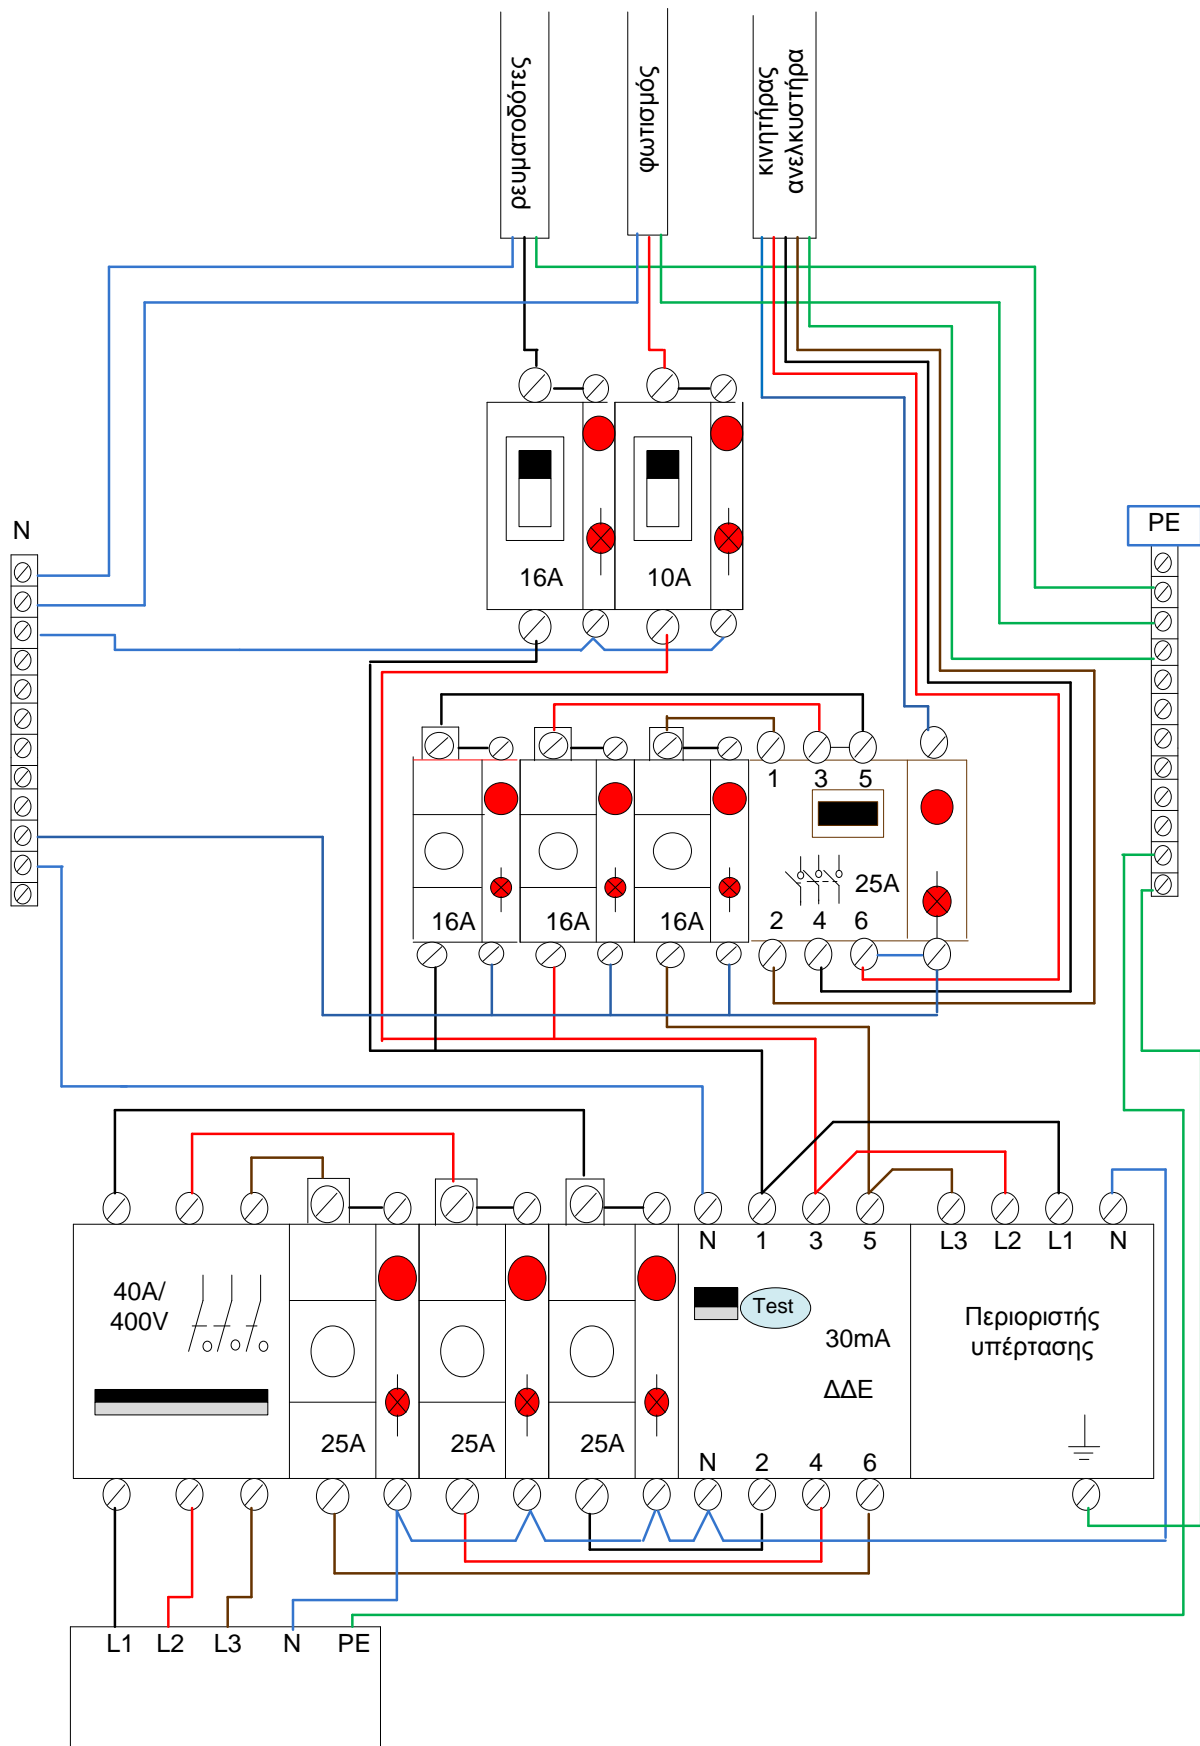 ρευματοδότες
φωτισμός
κινητήρας
ανελκυστήρα
N
PE
16A
10A
1
3
5
25A
16A
16A
16A
2
4
6
N
1
3
5
L3
L2
L1
N
40A/
400V
Test
30mA
ΔΔΕ
Περιοριστής
υπέρτασης
25A
25A
25A
N
2
4
6
L1
L2
L3
N
PE